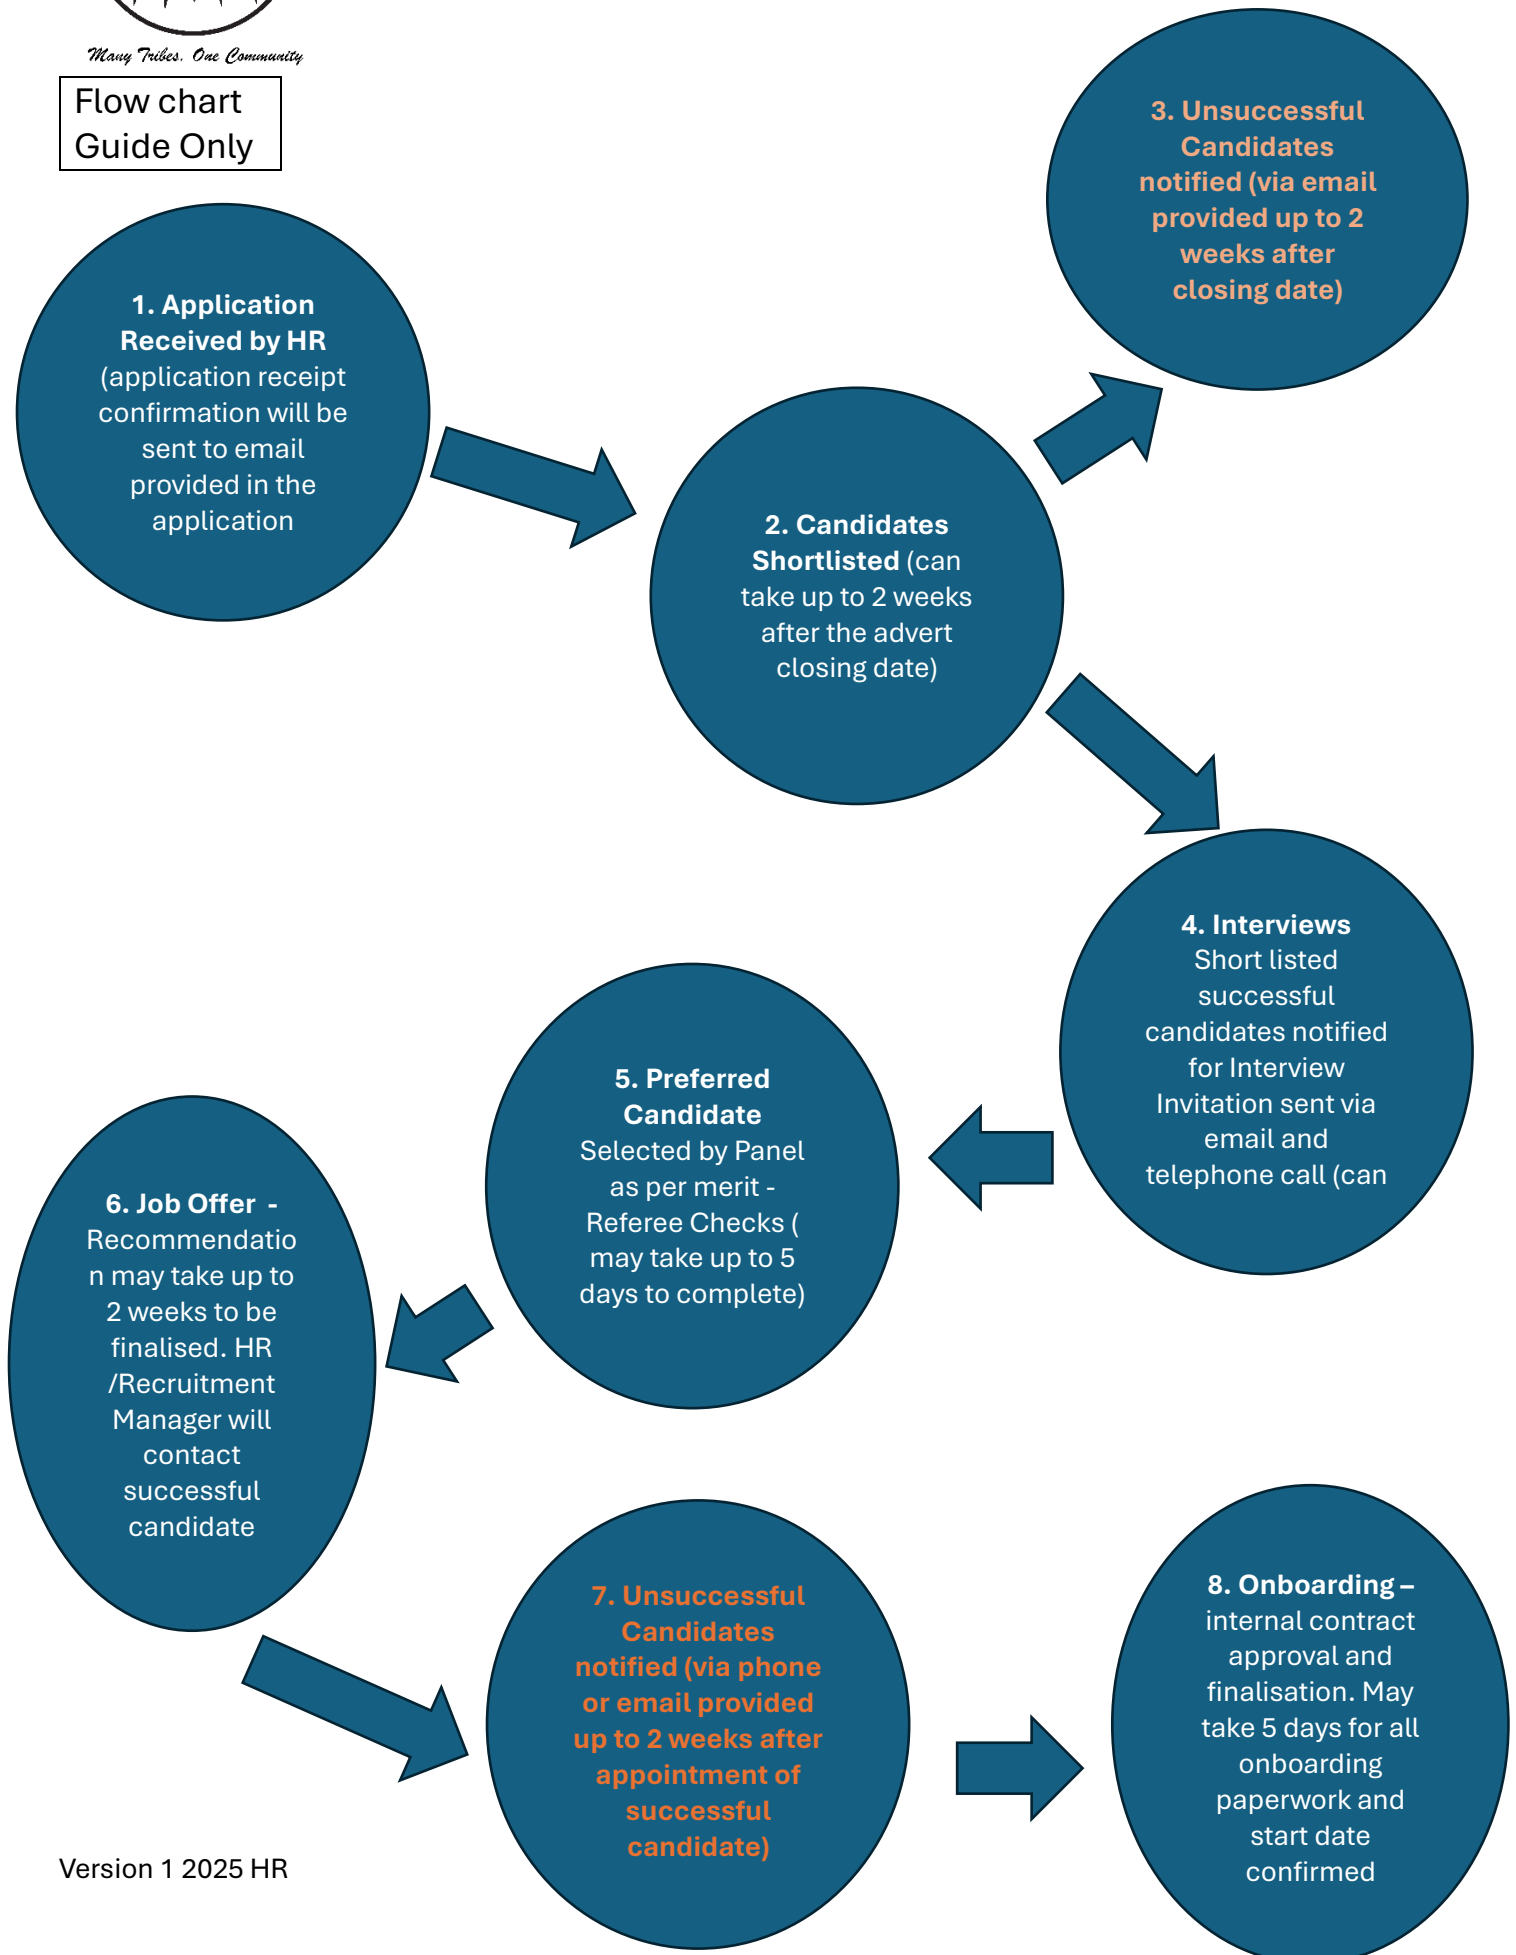 Many Tribes. One Community
Flow chart
Guide Only
1. Application
Received by HR
(application receipt
confirmation will be
sent to email
provided in the
application
2. Candidates
Shortlisted (can
take up to 2 weeks
after the advert
closing date)
3. Unsuccessful
Candidates
notified (via email
provided up to 2
weeks after
closing date)
4. Interviews
Short listed
successful
candidates notified
for Interview
Invitation sent via
email and
telephone call (can
5. Preferred
Candidate
Selected by Panel
as per merit -
Referee Checks (
may take up to 5
days to complete)
6. Job Offer -
Recommendatio
n may take up to
2 weeks to be
finalised. HR
/Recruitment
Manager will
contact
successful
candidate
7. Unsuccessful
Candidates
notified (via phone
or email provided
up to 2 weeks after
appointment of
successful
candidate)
8. Onboarding –
internal contract
approval and
finalisation. May
take 5 days for all
onboarding
paperwork and
start date
confirmed
Version 1 2025 HR